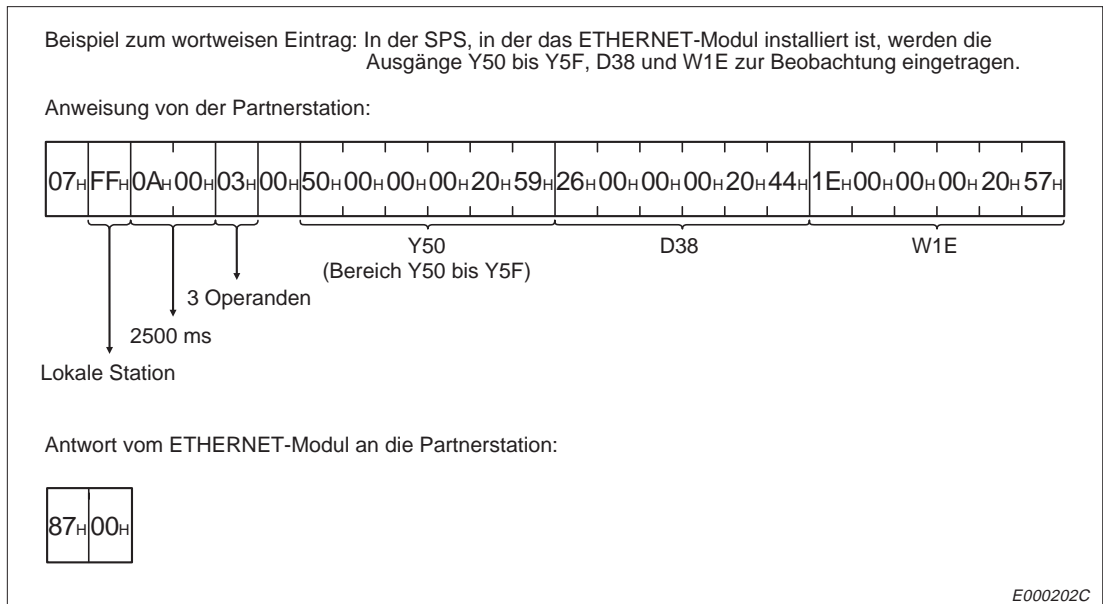 Beispiel zum wortweisen Eintrag: In der SPS, in der das ETHERNET-Modul installiert ist, werden die
Ausgänge Y50 bis Y5F, D38 und W1E zur Beobachtung eingetragen.
Anweisung von der Partnerstation:
07H FFH 0AH 00H 03H 00H 50H 00H 00H 00H 20H 59H 26H 00H 00H 00H 20H 44H 1EH 00H 00H 00H 20H 57H
Y50 D38 W1E
(Bereich Y50 bis Y5F)
3 Operanden
2500 ms
Lokale Station
Antwort vom ETHERNET-Modul an die Partnerstation:
87H 00H
E000202C